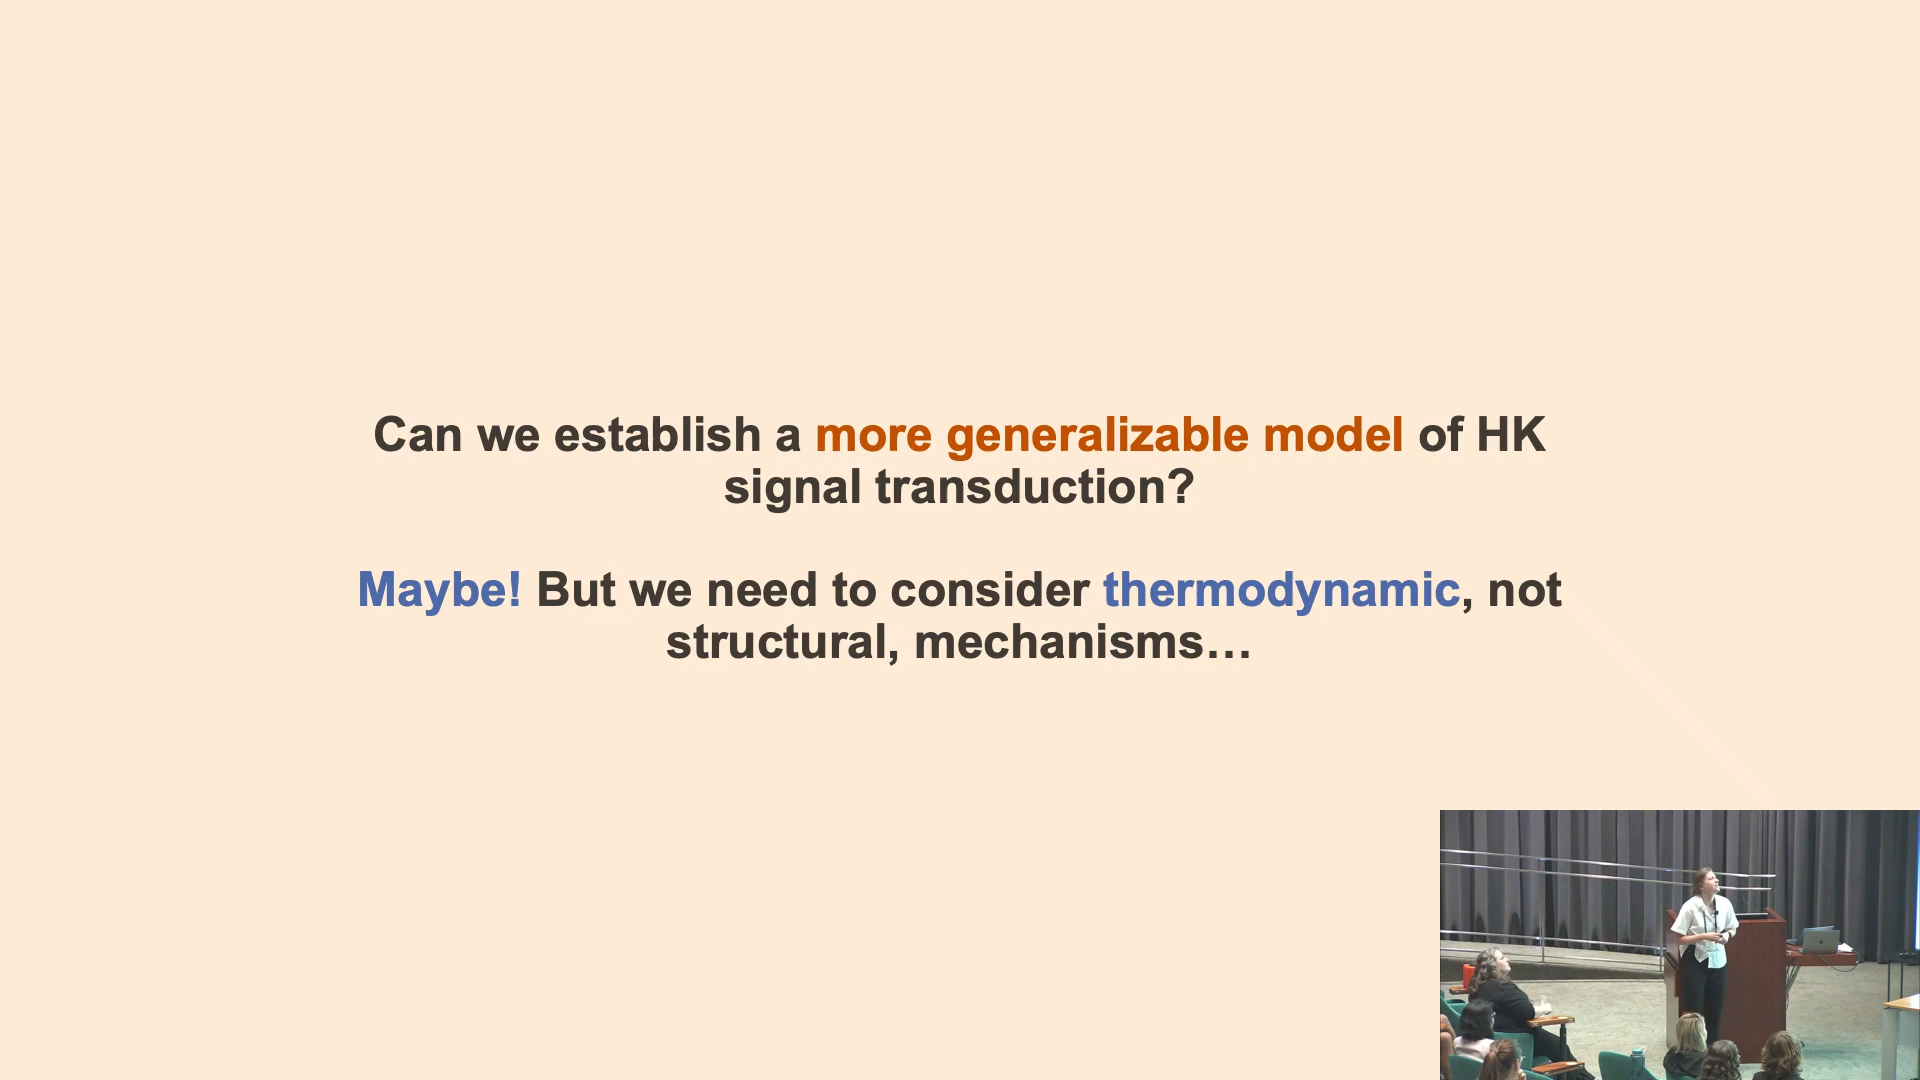 Can we establish a more generalizable model of HK
signal transduction?
Maybe! But we need to consider thermodynamic, not
structural, mechanisms…